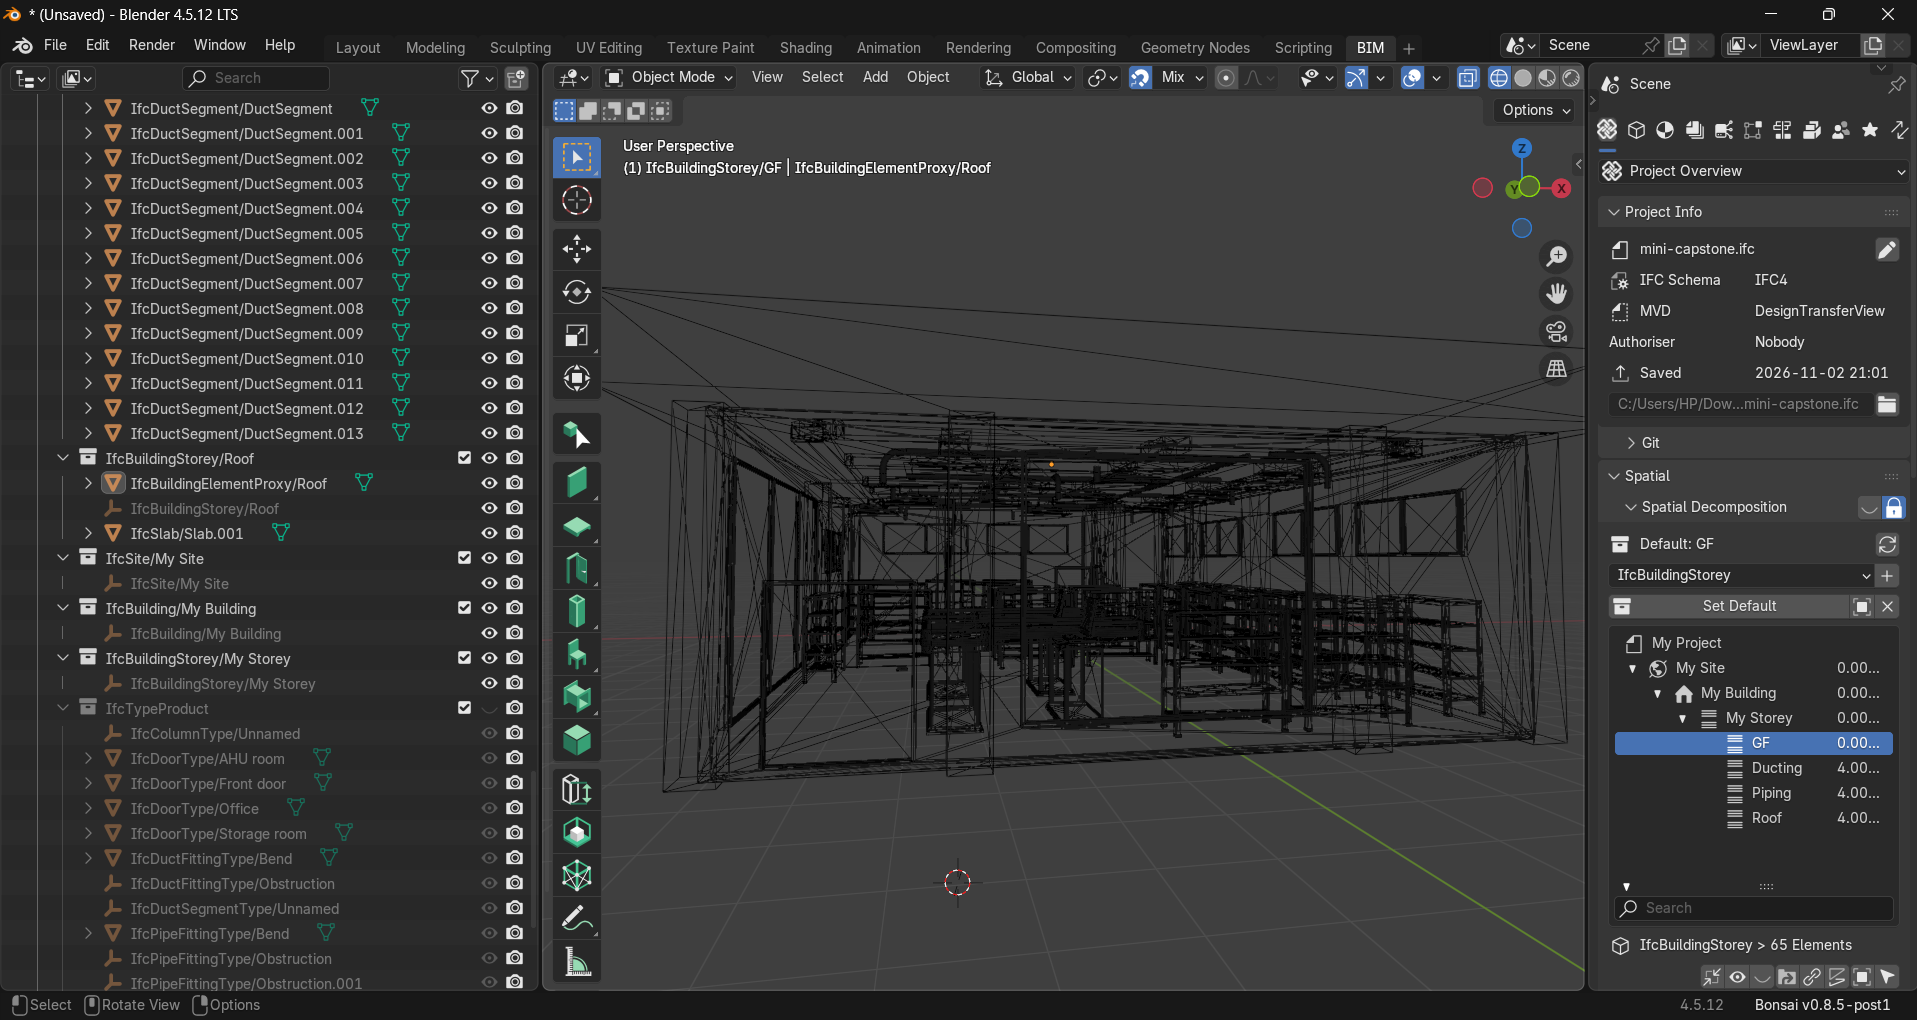 * (Unsaved) - Blender 4.5.12 LTS
File Edit Render Window Help
Layout Modeling Sculpting UV Editing Texture Paint Shading Animation Rendering Compositing Geometry Nodes Scripting BIM
Scene
ViewLayer
Search
Object Mode View Select Add Object Global Mix
Options
IfcDuctSegment/DuctSegment
IfcDuctSegment/DuctSegment.001
IfcDuctSegment/DuctSegment.002
IfcDuctSegment/DuctSegment.003
IfcDuctSegment/DuctSegment.004
IfcDuctSegment/DuctSegment.005
IfcDuctSegment/DuctSegment.006
IfcDuctSegment/DuctSegment.007
IfcDuctSegment/DuctSegment.008
IfcDuctSegment/DuctSegment.009
IfcDuctSegment/DuctSegment.010
IfcDuctSegment/DuctSegment.011
IfcDuctSegment/DuctSegment.012
IfcDuctSegment/DuctSegment.013
IfcBuildingStorey/Roof
IfcBuildingElementProxy/Roof
IfcBuildingStorey/Roof
IfcSlab/Slab.001
IfcSite/My Site
IfcSite/My Site
IfcBuilding/My Building
IfcBuilding/My Building
IfcBuildingStorey/My Storey
IfcBuildingStorey/My Storey
IfcTypeProduct
IfcColumnType/Unnamed
IfcDoorType/AHU room
IfcDoorType/Front door
IfcDoorType/Office
IfcDoorType/Storage room
IfcDuctFittingType/Bend
IfcDuctFittingType/Obstruction
IfcDuctSegmentType/Unnamed
IfcPipeFittingType/Bend
IfcPipeFittingType/Obstruction
IfcPipeFittingType/Obstruction.001
User Perspective
(1) IfcBuildingStorey/GF | IfcBuildingElementProxy/Roof
Z
Y
X
Scene
Project Overview
Project Info
mini-capstone.ifc
IFC Schema IFC4
MVD DesignTransferView
Authoriser Nobody
Saved 2026-11-02 21:01
C:/Users/HP/Dow...mini-capstone.ifc
Git
Spatial
Spatial Decomposition
Default: GF
IfcBuildingStorey
Set Default
My Project
My Site 0.00...
My Building 0.00...
My Storey 0.00...
GF 0.00...
Ducting 4.00...
Piping 4.00...
Roof 4.00...
Search
IfcBuildingStorey > 65 Elements
Select Rotate View Options
4.5.12 Bonsai v0.8.5-post1